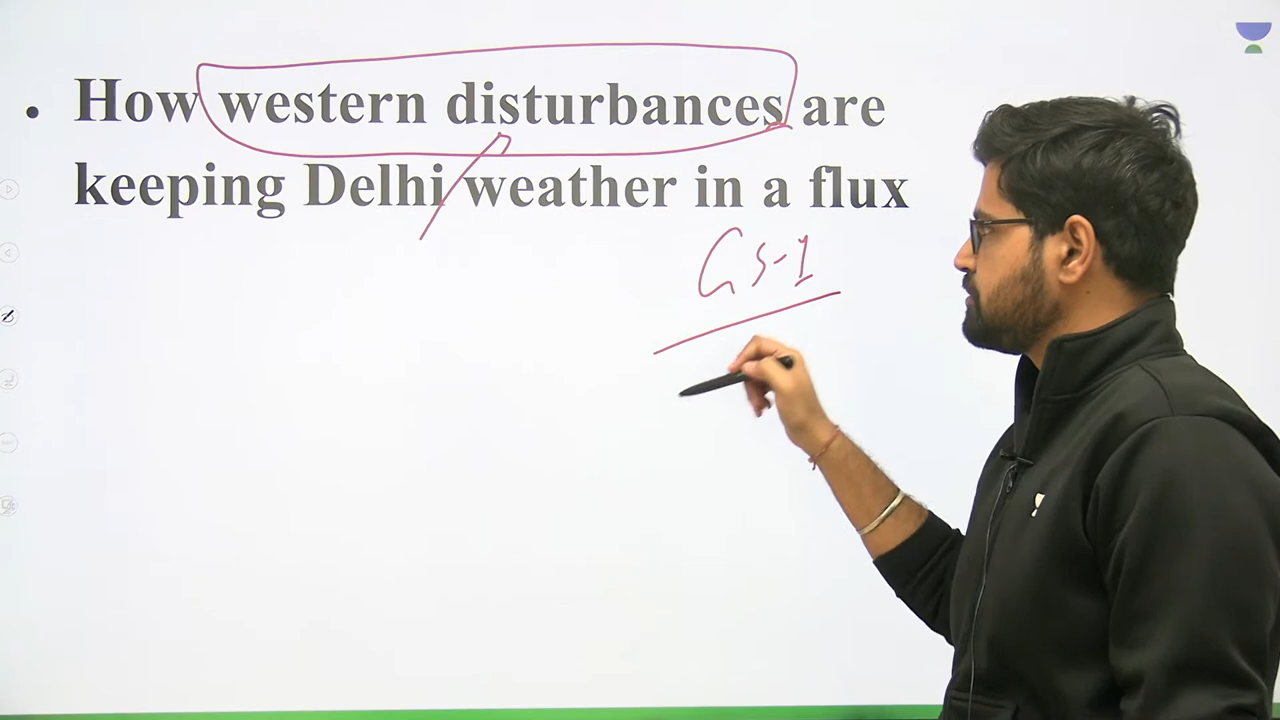 . How western disturbances are
keeping Delhi weather in a flux
GS-1